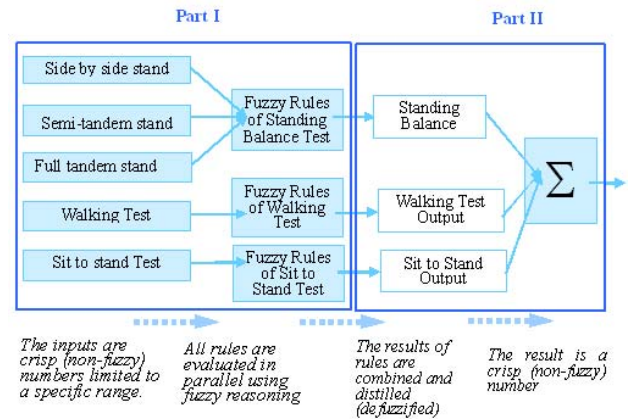 Part I
Part II
Side by side stand
Semi-tandem stand
Full tandem stand
Walking Test
Sit to stand Test
Fuzzy Rules
of Standing
Balance Test
Fuzzy Rules
of Walking
Test
Fuzzy Rules
of Sit to
Stand Test
Standing
Balance
Walking Test
Output
Sit to Stand
Output
Σ
The inputs are
crisp (non-fuzzy)
numbers limited to
a specific range.
All rules are
evaluated in
parallel using
fuzzy reasoning
The results of
rules are
combined and
distilled
(defuzzified)
The result is a
crisp (non-fuzzy)
number